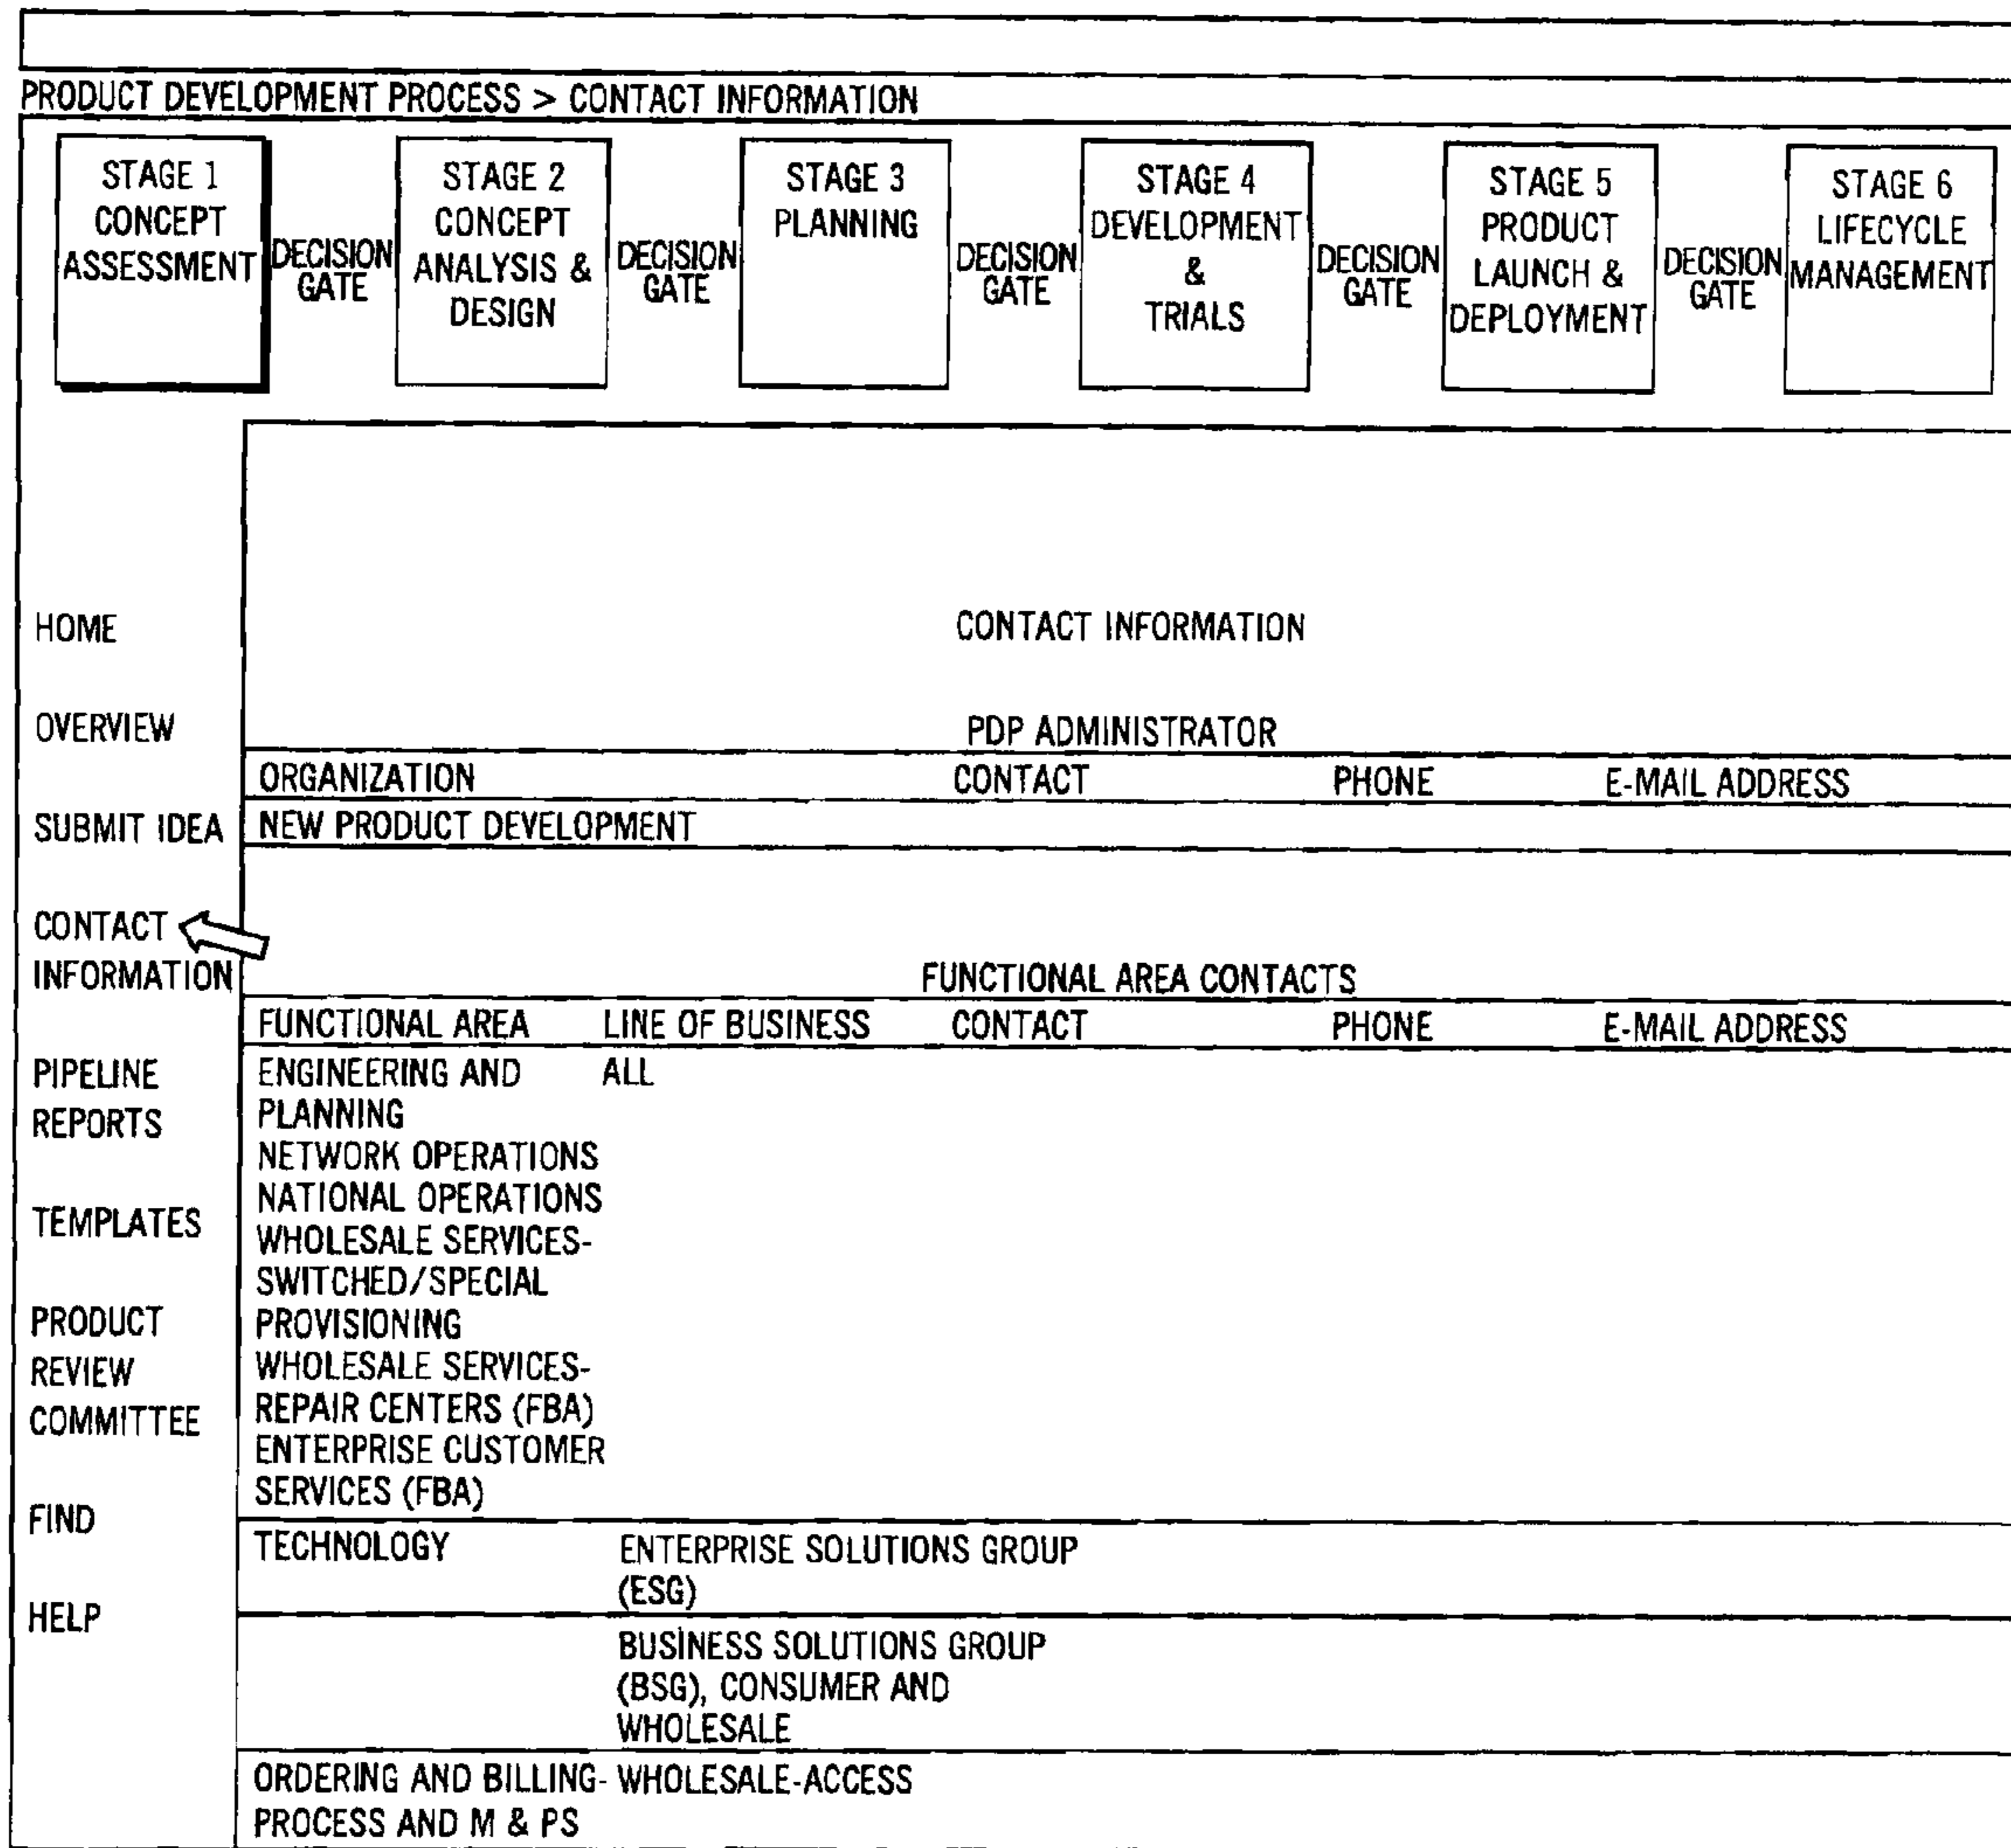 PRODUCT DEVELOPMENT PROCESS > CONTACT INFORMATION
STAGE 1
CONCEPT
ASSESSMENT
DECISION
GATE
STAGE 2
CONCEPT
ANALYSIS &
DESIGN
DECISION
GATE
STAGE 3
PLANNING
DECISION
GATE
STAGE 4
DEVELOPMENT
&
TRIALS
DECISION
GATE
STAGE 5
PRODUCT
LAUNCH &
DEPLOYMENT
DECISION
GATE
STAGE 6
LIFECYCLE
MANAGEMENT
HOME
OVERVIEW
SUBMIT IDEA
CONTACT
INFORMATION
PIPELINE
REPORTS
TEMPLATES
PRODUCT
REVIEW
COMMITTEE
FIND
HELP
CONTACT INFORMATION
PDP ADMINISTRATOR
ORGANIZATION CONTACT PHONE E-MAIL ADDRESS
NEW PRODUCT DEVELOPMENT
FUNCTIONAL AREA CONTACTS
FUNCTIONAL AREA LINE OF BUSINESS CONTACT PHONE E-MAIL ADDRESS
ENGINEERING AND ALL
PLANNING
NETWORK OPERATIONS
NATIONAL OPERATIONS
WHOLESALE SERVICES-
SWITCHED/SPECIAL
PROVISIONING
WHOLESALE SERVICES-
REPAIR CENTERS (FBA)
ENTERPRISE CUSTOMER
SERVICES (FBA)
TECHNOLOGY ENTERPRISE SOLUTIONS GROUP
(ESG)
BUSINESS SOLUTIONS GROUP
(BSG), CONSUMER AND
WHOLESALE
ORDERING AND BILLING- WHOLESALE-ACCESS
PROCESS AND M & PS